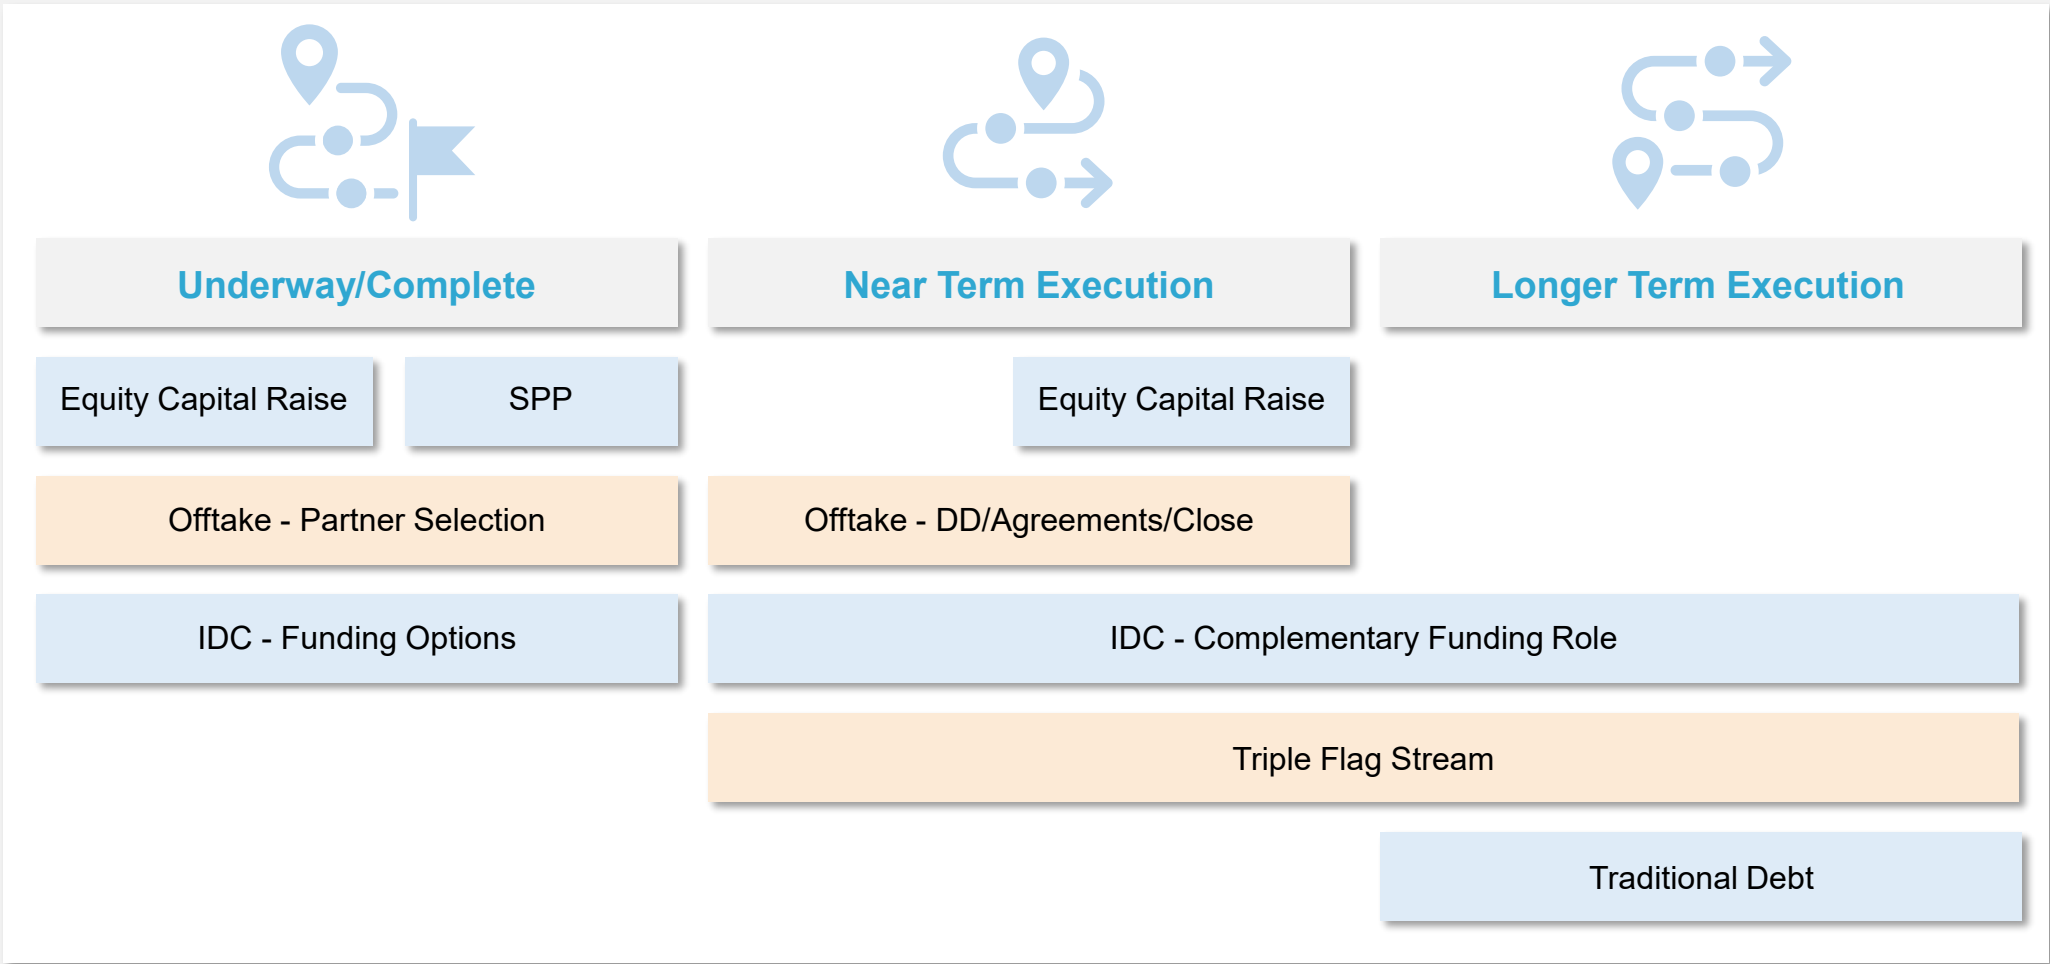 Underway/Complete
Near Term Execution
Longer Term Execution
Equity Capital Raise
SPP
Equity Capital Raise
Offtake - Partner Selection
Offtake - DD/Agreements/Close
IDC - Funding Options
IDC - Complementary Funding Role
Triple Flag Stream
Traditional Debt